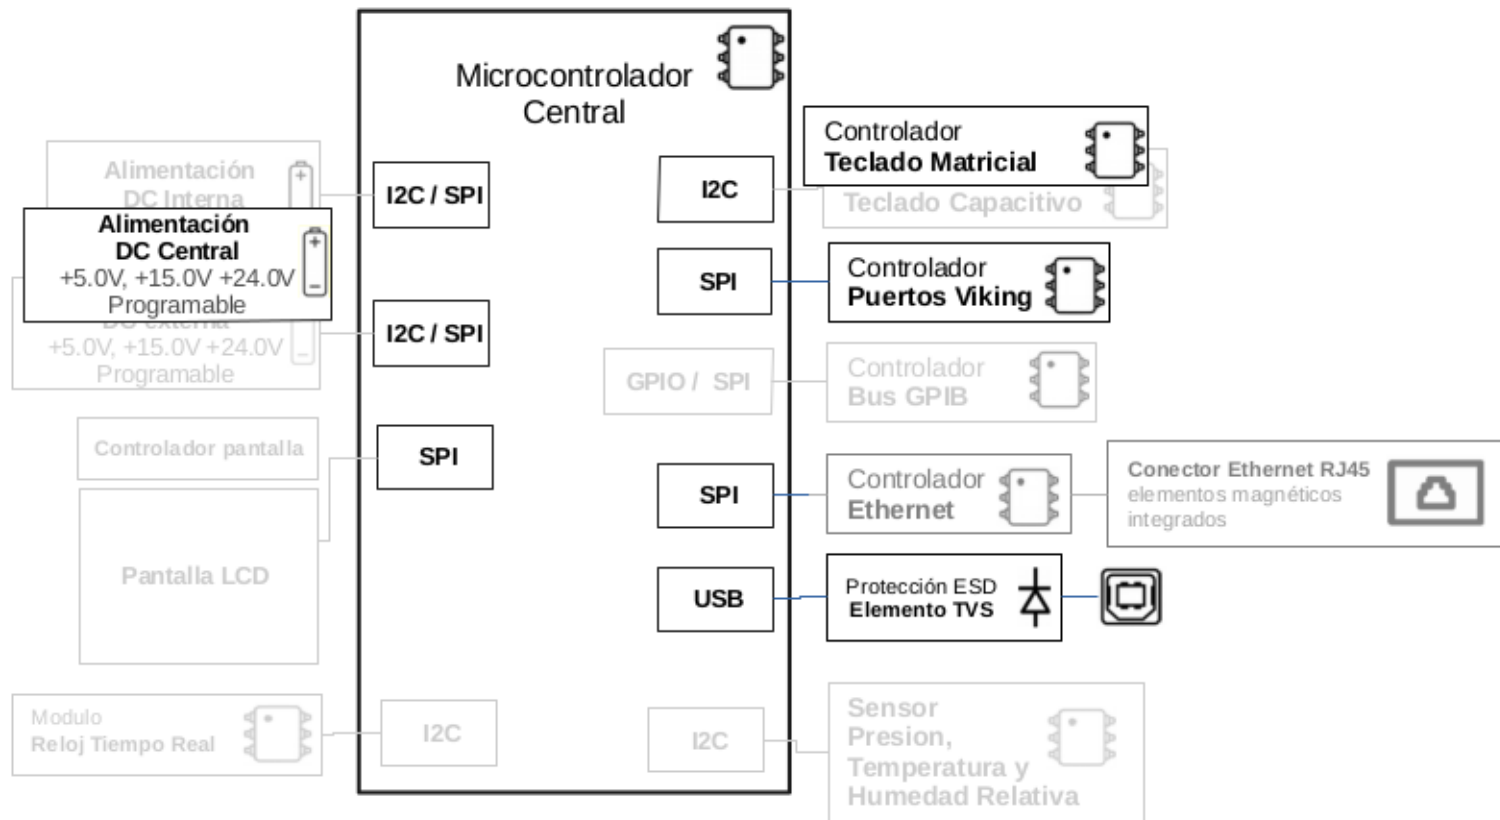 Microcontrolador
Central
Alimentación
DC Interna
I2C / SPI
Alimentación
DC Central
+5.0V, +15.0V +24.0V
Programable
DC externa
+5.0V, +15.0V +24.0V
Programable
I2C / SPI
Controlador pantalla
SPI
Pantalla LCD
Modulo
Reloj Tiempo Real
I2C
I2C
Controlador
Teclado Matricial
Teclado Capacitivo
SPI
Controlador
Puertos Viking
GPIO / SPI
Controlador
Bus GPIB
SPI
Controlador
Ethernet
Conector Ethernet RJ45
elementos magnéticos
integrados
USB
Protección ESD
Elemento TVS
I2C
Sensor
Presion,
Temperatura y
Humedad Relativa